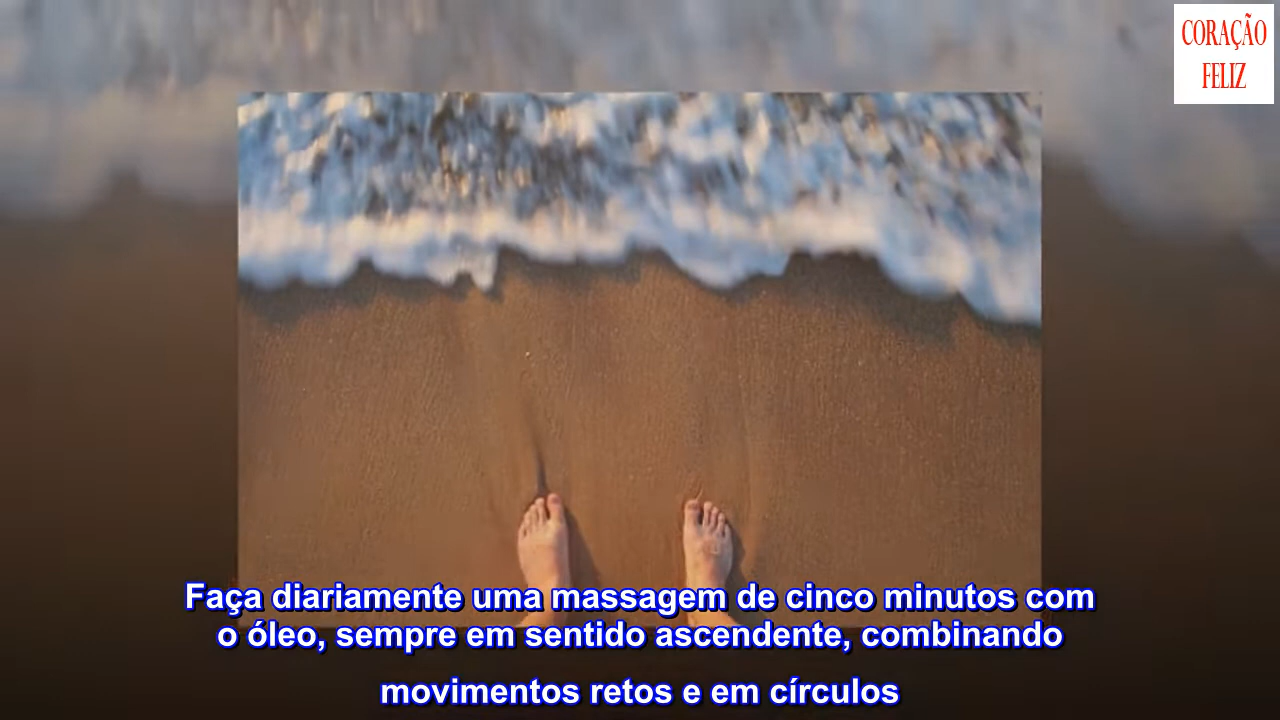 CORAÇÃO
FELIZ
Faça diariamente uma massagem de cinco minutos com
o óleo, sempre em sentido ascendente, combinando
movimentos retos e em círculos